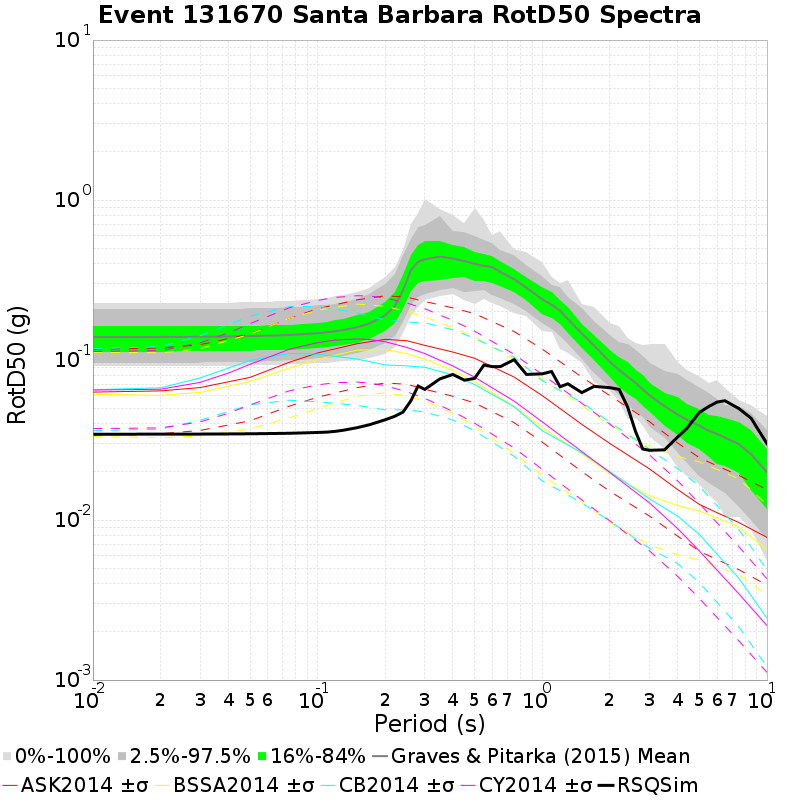 Event 131670 Santa Barbara RotD50 Spectra
10^1
10^0
10^-1
10^-2
10^-3
RotD50 (g)
10^-2 2 3 4 5 6 10^-1 2 3 4 5 6 7 10^0 2 3 4 5 6 7 10^1
Period (s)
0%-100% 2.5%-97.5% 16%-84% Graves & Pitarka (2015) Mean
ASK2014 ±σ BSSA2014 ±σ CB2014 ±σ CY2014 ±σ RSQSim